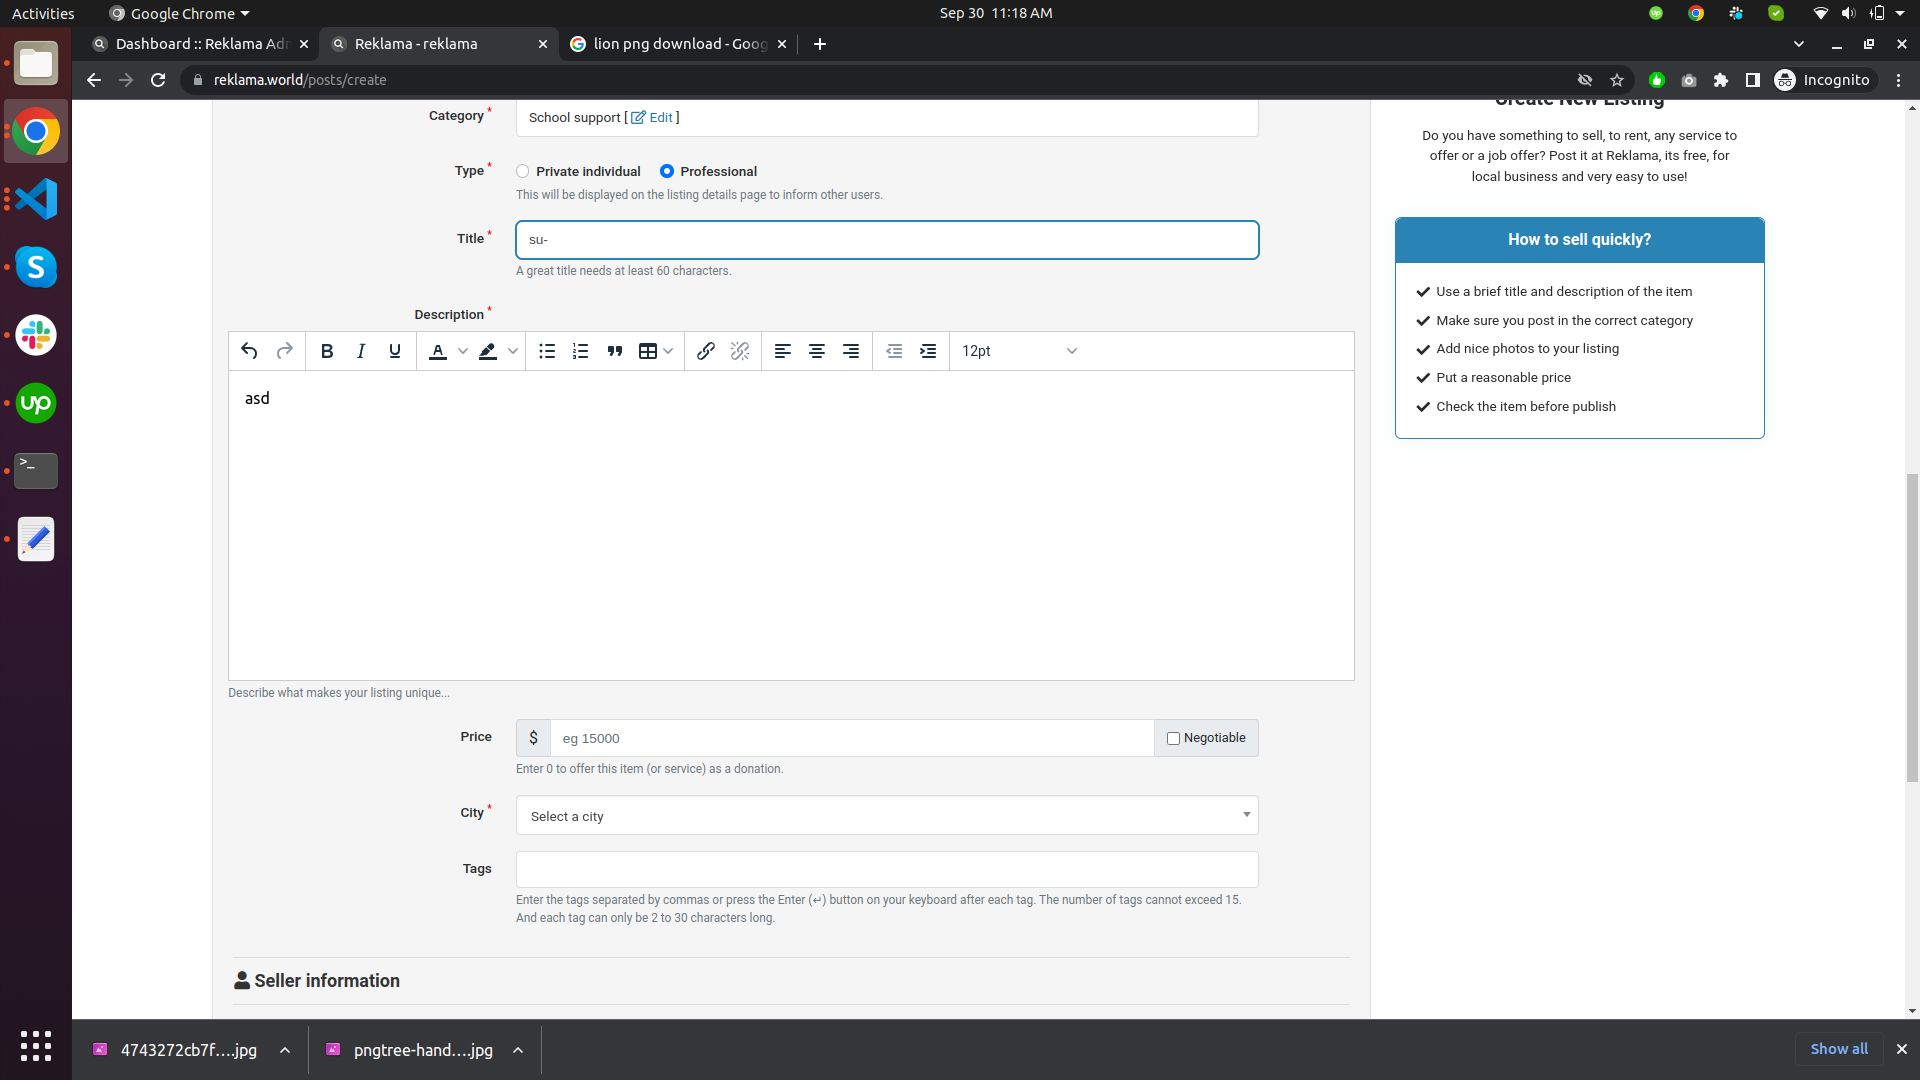 Activities
Google Chrome
Sep 30 11:18 AM
Dashboard :: Reklama Adr
Reklama - reklama
lion png download - Goog
reklama.world/posts/create
Incognito
Category *
School support [ Edit ]
Type *
Private individual
Professional
This will be displayed on the listing details page to inform other users.
Title *
su-
A great title needs at least 60 characters.
Description *
B I U A
12pt
asd
Describe what makes your listing unique...
Price
$
eg 15000
Negotiable
Enter 0 to offer this item (or service) as a donation.
City *
Select a city
Tags
Enter the tags separated by commas or press the Enter (↵) button on your keyboard after each tag. The number of tags cannot exceed 15.
And each tag can only be 2 to 30 characters long.
Seller information
Create New Listing
Do you have something to sell, to rent, any service to
offer or a job offer? Post it at Reklama, its free, for
local business and very easy to use!
How to sell quickly?
Use a brief title and description of the item
Make sure you post in the correct category
Add nice photos to your listing
Put a reasonable price
Check the item before publish
4743272cb7f....jpg
pngtree-hand....jpg
Show all